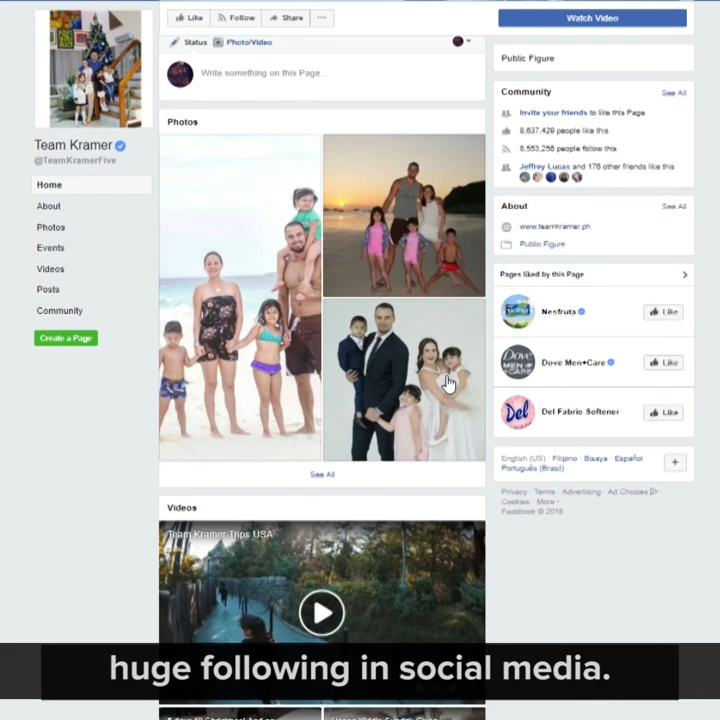 Like Follow Share ...
Watch Video
Status Photo/Video
Write something on this Page...
Public Figure
Community See All
Invite your friends to like this Page
9,637,429 people like this
8,553,256 people follow this
Jeffrey Lucas and 176 other friends like this
Team Kramer
@TeamKramerFive
Home
About
Photos
Events
Videos
Posts
Community
Create a Page
Photos
See All
About See All
www.teamkramer.ph
Public Figure
Pages liked by this Page
Nesfruta Like
DOVE
MEN
+CARE
Dove Men+Care Like
Del
Del Fabric Softener Like
English (US) · Filipino · Bisaya · Español ·
Português (Brasil)
Privacy · Terms · Advertising · Ad Choices ·
Cookies · More ·
Facebook © 2018
Videos
Team Kramer Trips USA
huge following in social media.